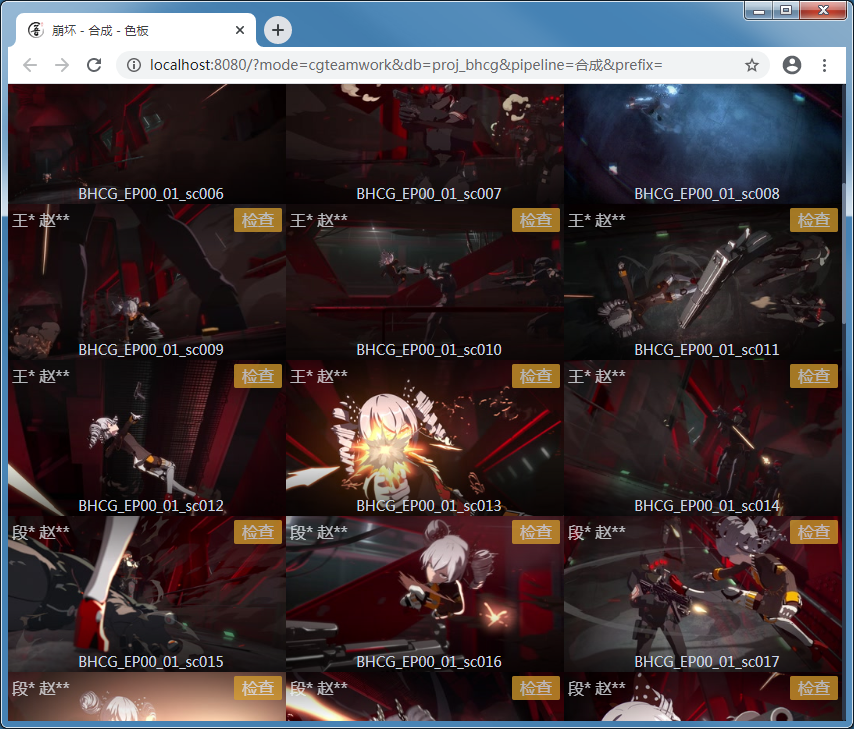 崩坏 - 合成 - 色板
localhost:8080/?mode=cgteamwork&db=proj_bhcg&pipeline=合成&prefix=
BHCG_EP00_01_sc006
BHCG_EP00_01_sc007
BHCG_EP00_01_sc008
王* 赵** 检查
王* 赵** 检查
王* 赵** 检查
BHCG_EP00_01_sc009
BHCG_EP00_01_sc010
BHCG_EP00_01_sc011
王* 赵** 检查
王* 赵** 检查
王* 赵** 检查
BHCG_EP00_01_sc012
BHCG_EP00_01_sc013
BHCG_EP00_01_sc014
段* 赵** 检查
段* 赵** 检查
段* 赵** 检查
BHCG_EP00_01_sc015
BHCG_EP00_01_sc016
BHCG_EP00_01_sc017
段* 赵** 检查
段* 赵** 检查
段* 赵** 检查